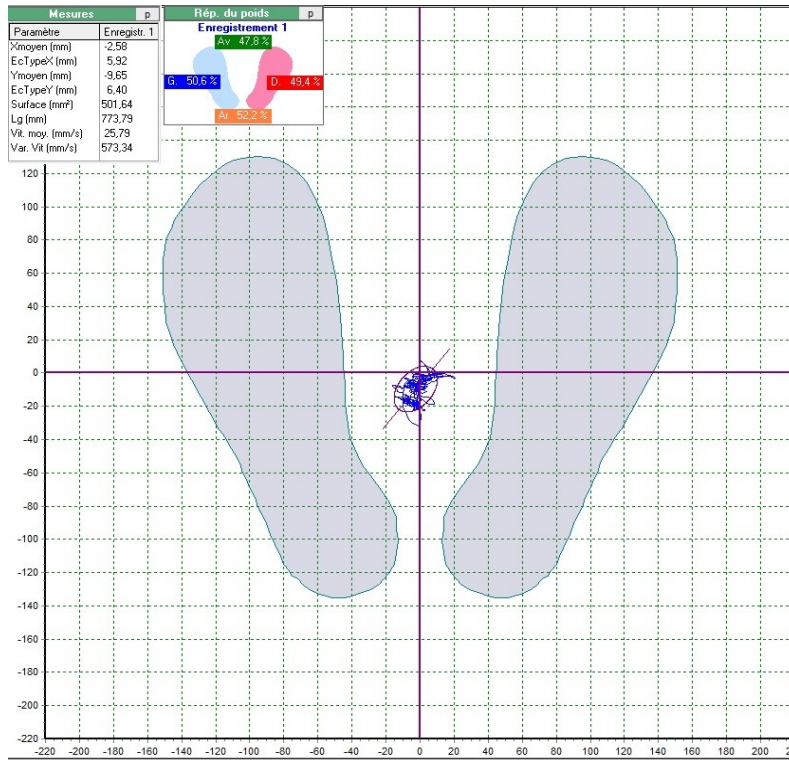 Mesures p
Paramètre Enregistr. 1
Xmoyen (mm) -2,58
EcTypeX (mm) 5,92
Ymoyen (mm) -9,65
EcTypeY (mm) 6,40
Surface (mm²) 501,64
Lg (mm) 773,79
Vit. moy. (mm/s) 25,79
Var. Vit (mm/s) 573,34
Rép. du poids p
Enregistrement 1
Av 47,8 %
G. 50,6 % D. 49,4 %
Ar 52,2 %
120
100
80
60
40
20
0
-20
-40
-60
-80
-100
-120
-140
-160
-180
-200
-220
-220 -200 -180 -160 -140 -120 -100 -80 -60 -40 -20 0 20 40 60 80 100 120 140 160 180 200